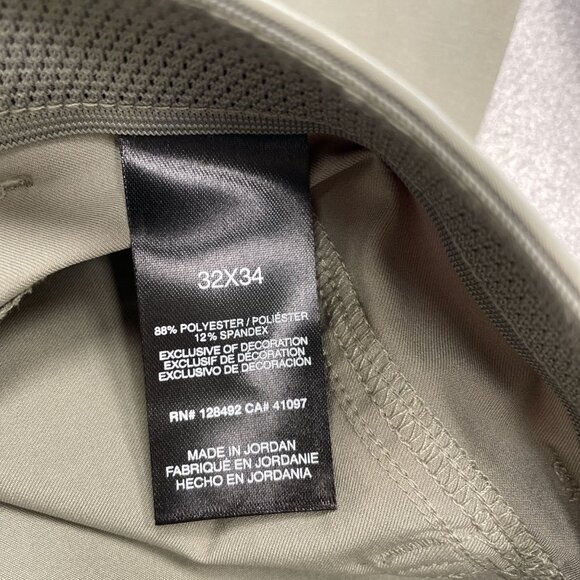 32X34
88% POLYESTER / POLIÉSTER
12% SPANDEX
EXCLUSIVE OF DECORATION
EXCLUSIF DE DÉCORATION
EXCLUSIVO DE DECORACIÓN
RN# 128492 CA# 41097
MADE IN JORDAN
FABRIQUÉ EN JORDANIE
HECHO EN JORDANIA